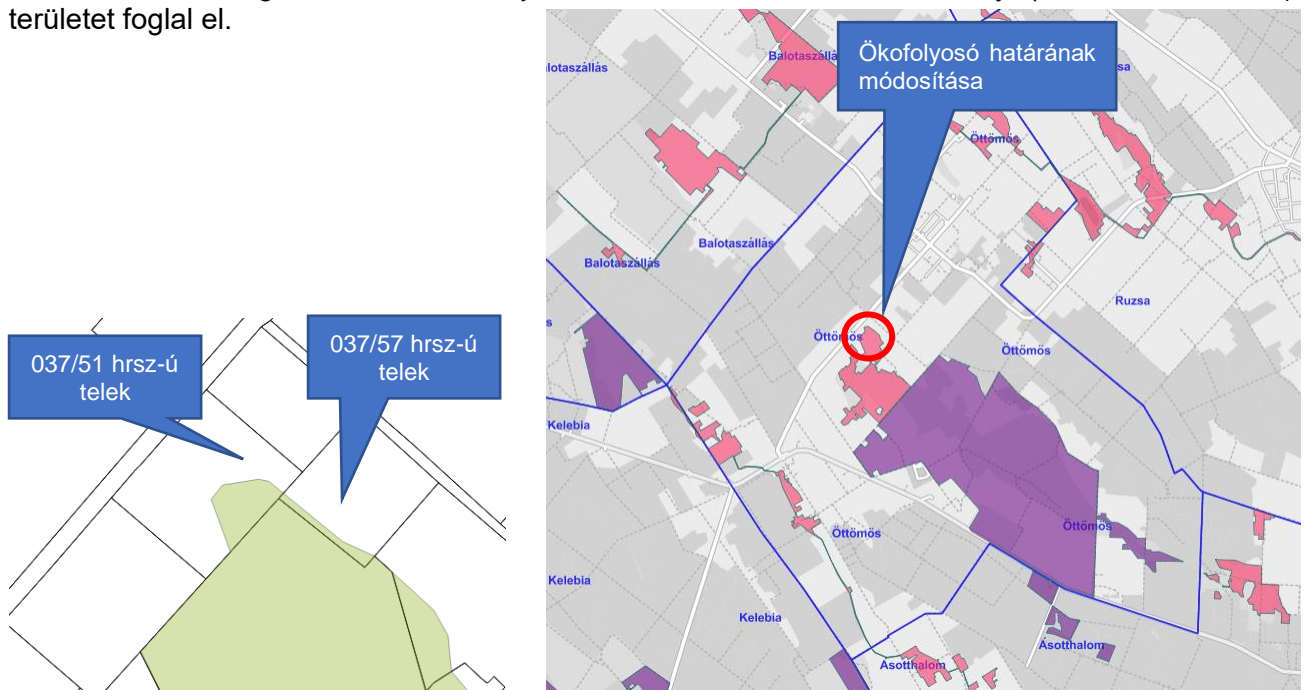 területet foglal el.
Ökofolyosó határának
módosítása
037/51 hrsz-ú
telek
037/57 hrsz-ú
telek
Balotaszállás
Öttömös
Balotaszállás
Balotaszállás
Ruzsa
Öttömös
Öttömös
Kelebia
Öttömös
Öttömös
Kelebia
Kelebia
Ásotthalom
Ásotthalom